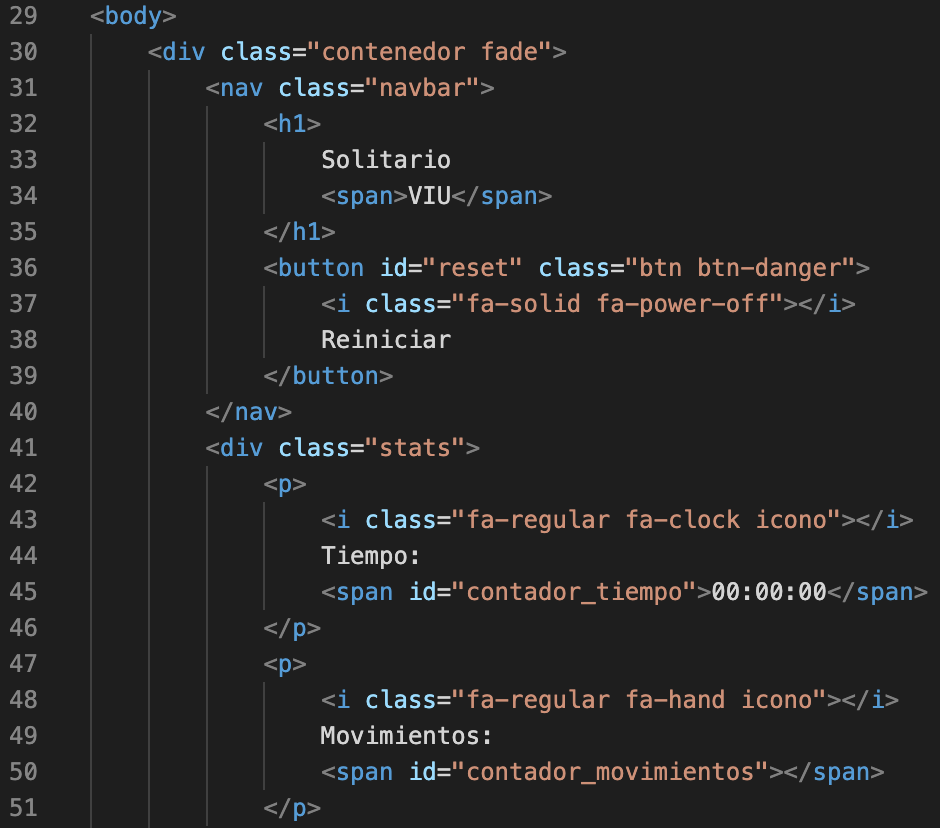 29 <body>
30 <div class="contenedor fade">
31 <nav class="navbar">
32 <h1>
33 Solitario
34 <span>VIU</span>
35 </h1>
36 <button id="reset" class="btn btn-danger">
37 <i class="fa-solid fa-power-off"></i>
38 Reiniciar
39 </button>
40 </nav>
41 <div class="stats">
42 <p>
43 <i class="fa-regular fa-clock icono"></i>
44 Tiempo:
45 <span id="contador_tiempo">00:00:00</span>
46 </p>
47 <p>
48 <i class="fa-regular fa-hand icono"></i>
49 Movimientos:
50 <span id="contador_movimientos"></span>
51 </p>